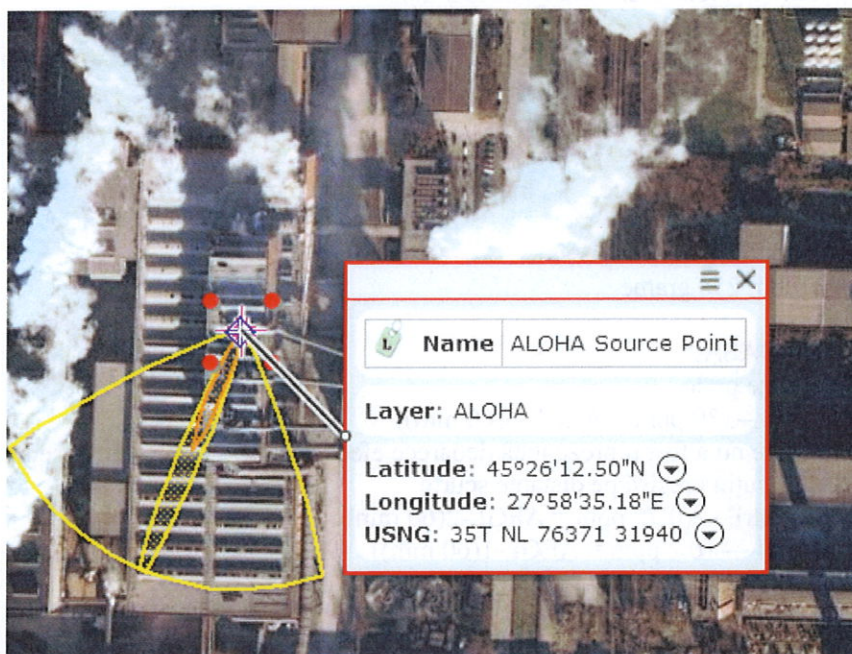 L Name ALOHA Source Point
Layer: ALOHA
Latitude: 45°26'12.50"N
Longitude: 27°58'35.18"E
USNG: 35T NL 76371 31940